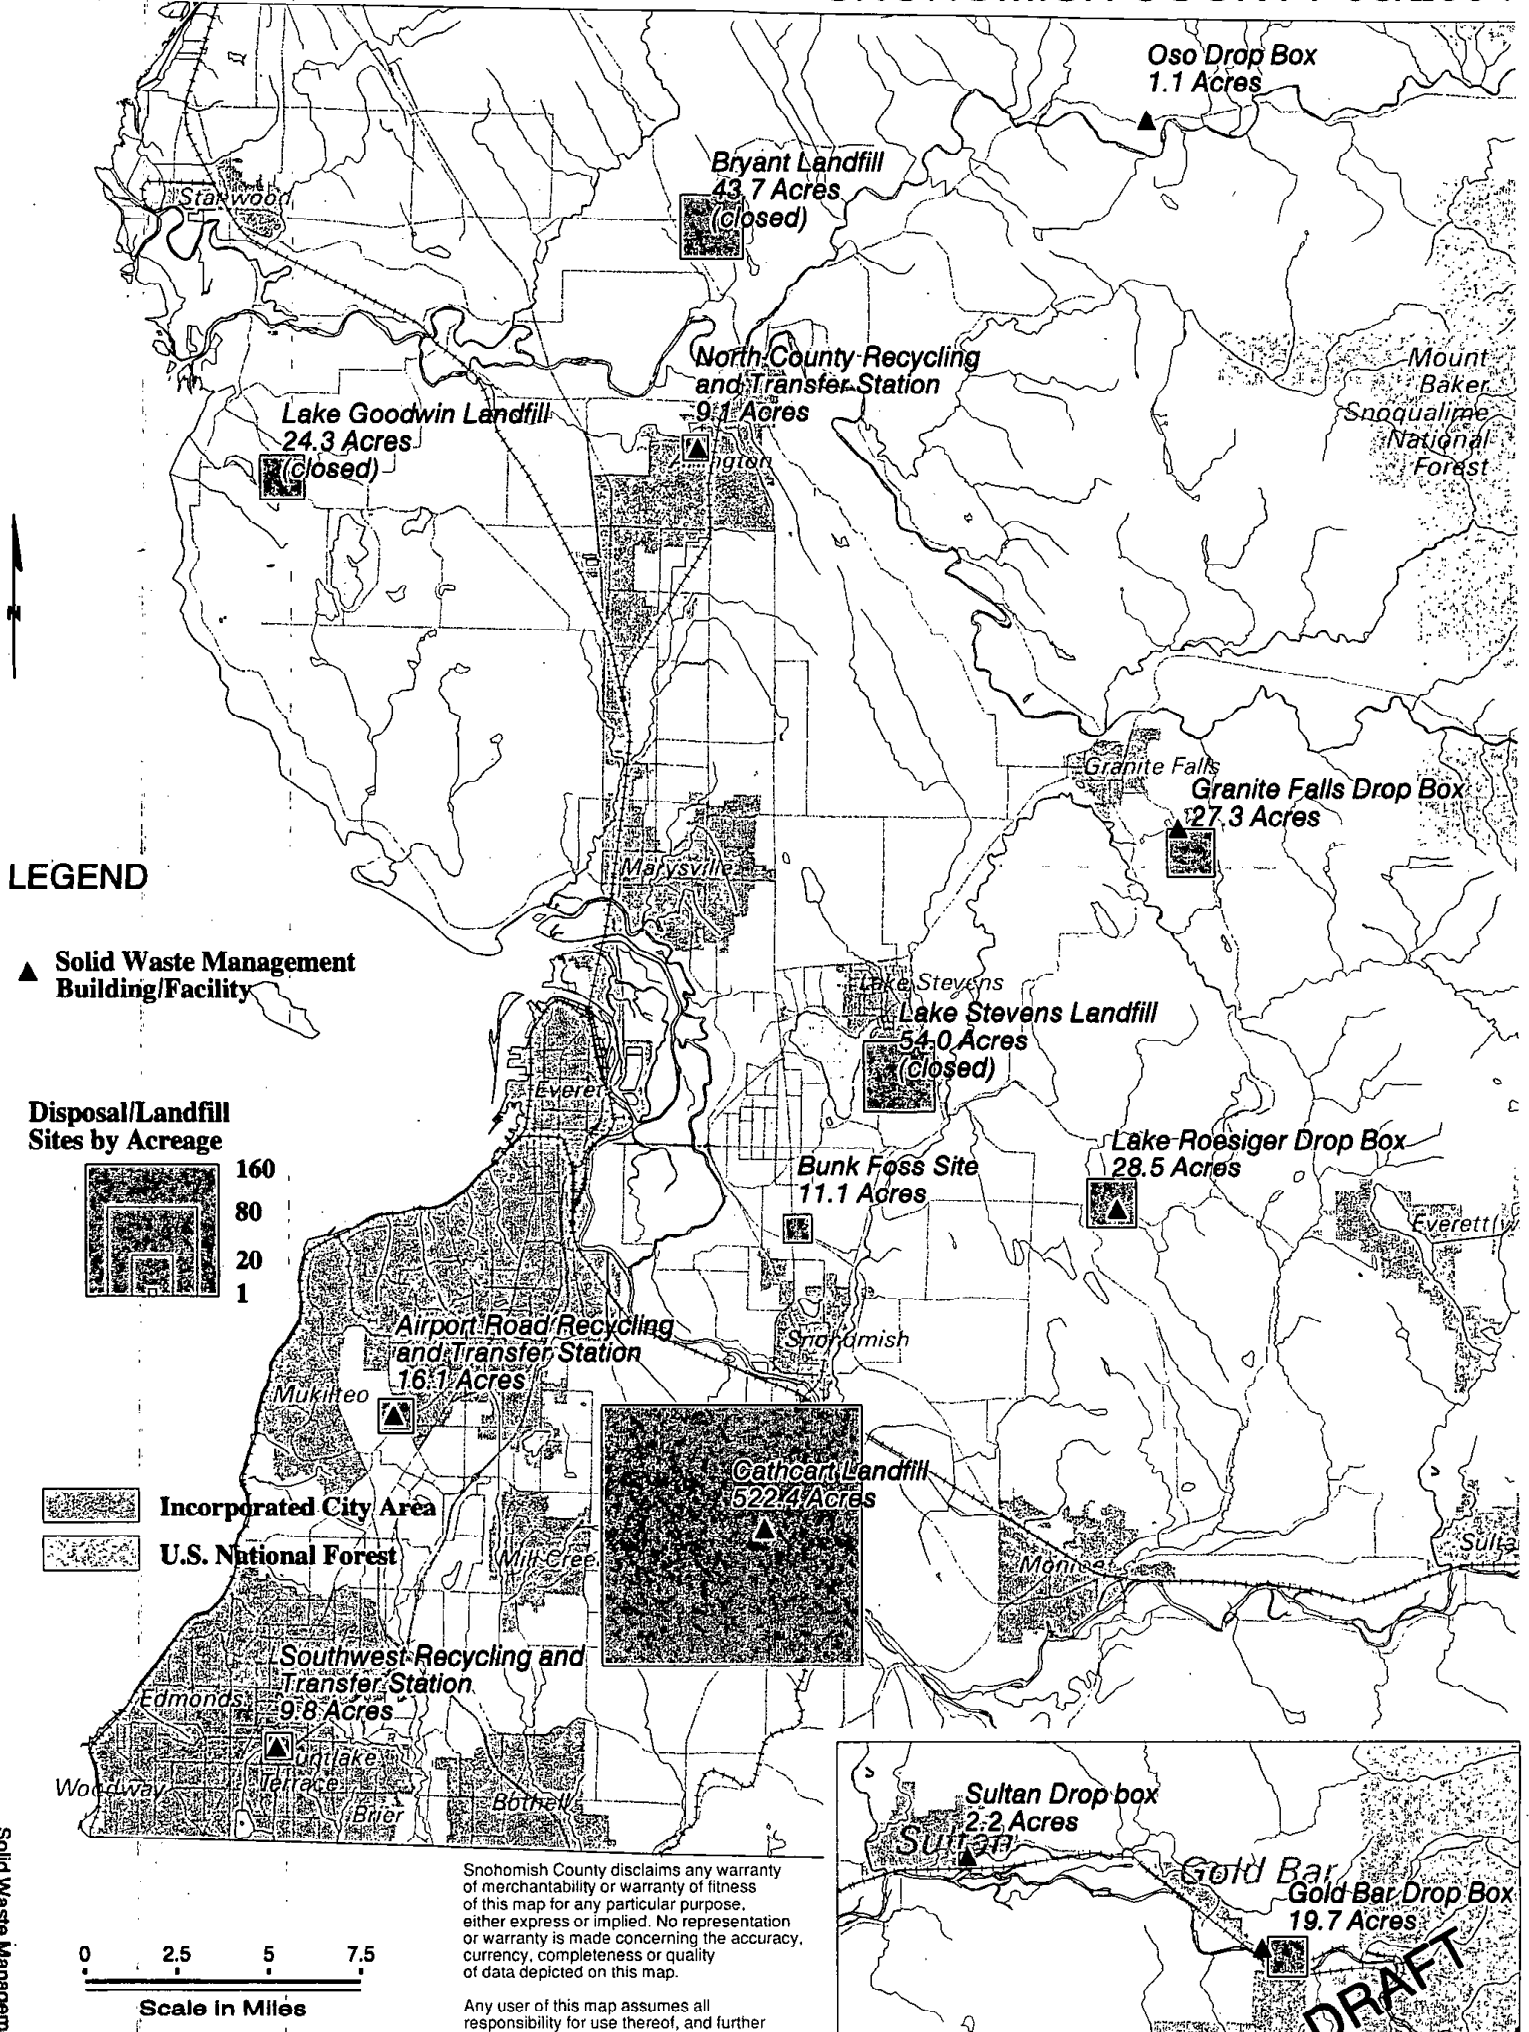 Oso Drop Box
1.1 Acres
Bryant Landfill
43.7 Acres
(closed)
Stanwood
North County Recycling
and Transfer Station
9.1 Acres
Mount
Baker
Snoqualime
National
Forest
Lake Goodwin Landfill
24.3 Acres
(closed)
N
Granite Falls
Granite Falls Drop Box
27.3 Acres
Marysville
LEGEND
Solid Waste Management
Building/Facility
Lake Stevens
Lake Stevens Landfill
54.0 Acres
(closed)
Everet
Disposal/Landfill
Sites by Acreage
160
80
20
1
Lake Roesiger Drop Box
28.5 Acres
Bunk Foss Site
11.1 Acres
Everett (w
Airport Road Recycling
and Transfer Station
16.1 Acres
Snohomish
Mukilteo
Cathcart Landfill
522.4 Acres
Incorporated City Area
U.S. National Forest
Mill Cree
Monroe
Sulta
Southwest Recycling and
Transfer Station
9.8 Acres
Edmonds
untlake
Terrace
Woodway
Brier
Bothell
Sultan Drop box
2.2 Acres
Sultan
Gold Bar
Gold Bar Drop Box
19.7 Acres
DRAFT
Snohomish County disclaims any warranty
of merchantability or warranty of fitness
of this map for any particular purpose,
either express or implied. No representation
or warranty is made concerning the accuracy,
currency, completeness or quality
of data depicted on this map.
Any user of this map assumes all
responsibility for use thereof, and further
0 2.5 5 7.5
Scale in Miles
Solid Waste Managem